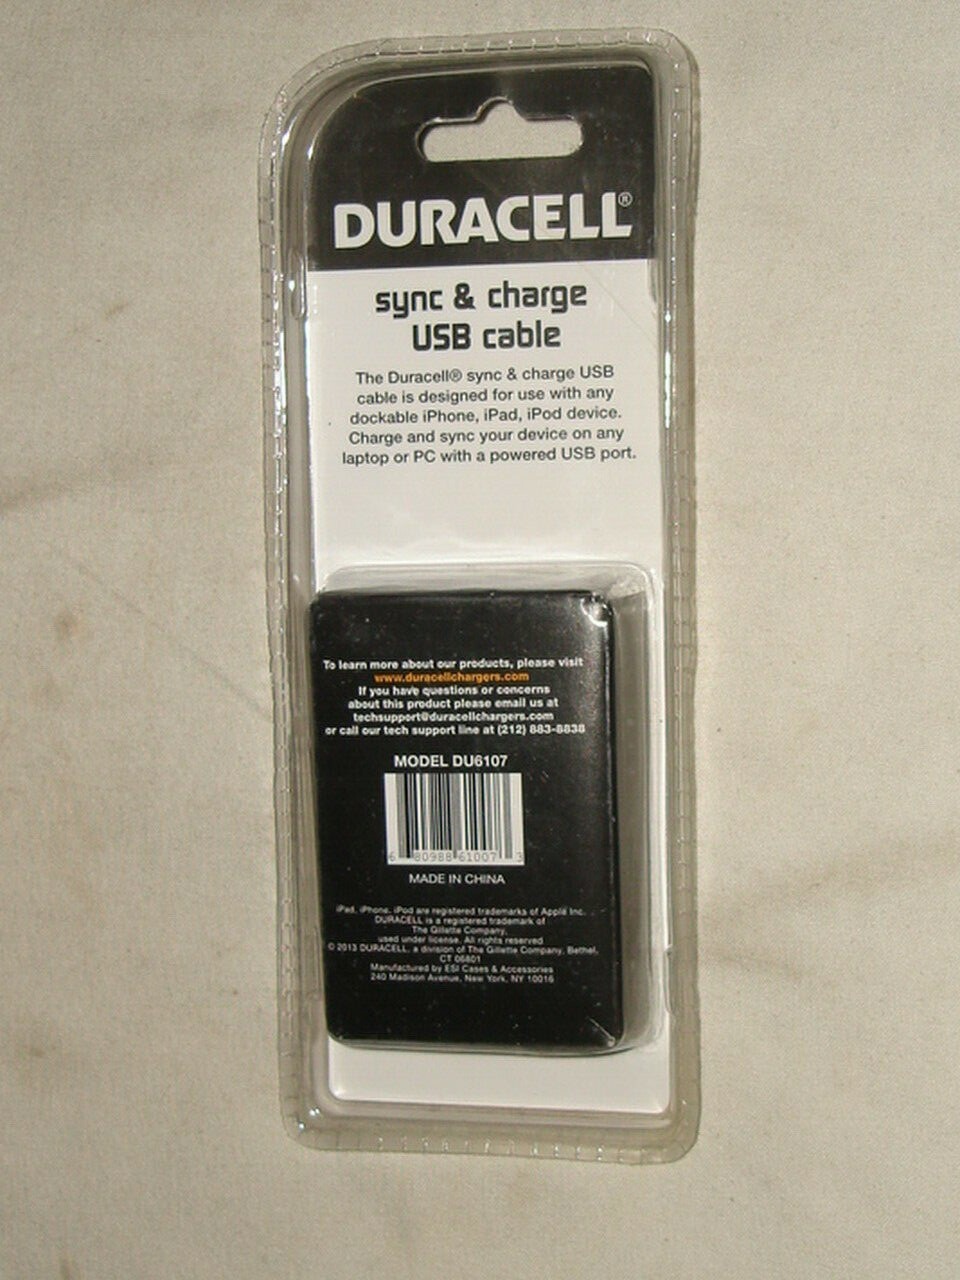 DURACELL®
sync & charge
USB cable
The Duracell® sync & charge USB
cable is designed for use with any
dockable iPhone, iPad, iPod device.
Charge and sync your device on any
laptop or PC with a powered USB port.
To learn more about our products, please visit
www.duracellchargers.com
If you have questions or concerns
about this product please email us at
techsupport@duracellchargers.com
or call our tech support line at (212) 883-8838
MODEL DU6107
6 80988 61007 3
MADE IN CHINA
iPad, iPhone, iPod are registered trademarks of Apple Inc.
DURACELL is a registered trademark of
The Gillette Company,
used under license. All rights reserved
© 2013 DURACELL, a division of The Gillette Company, Bethel,
CT 06801
Manufactured by ESI Cases & Accessories
240 Madison Avenue, New York, NY 10016